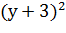 (y + 3)²